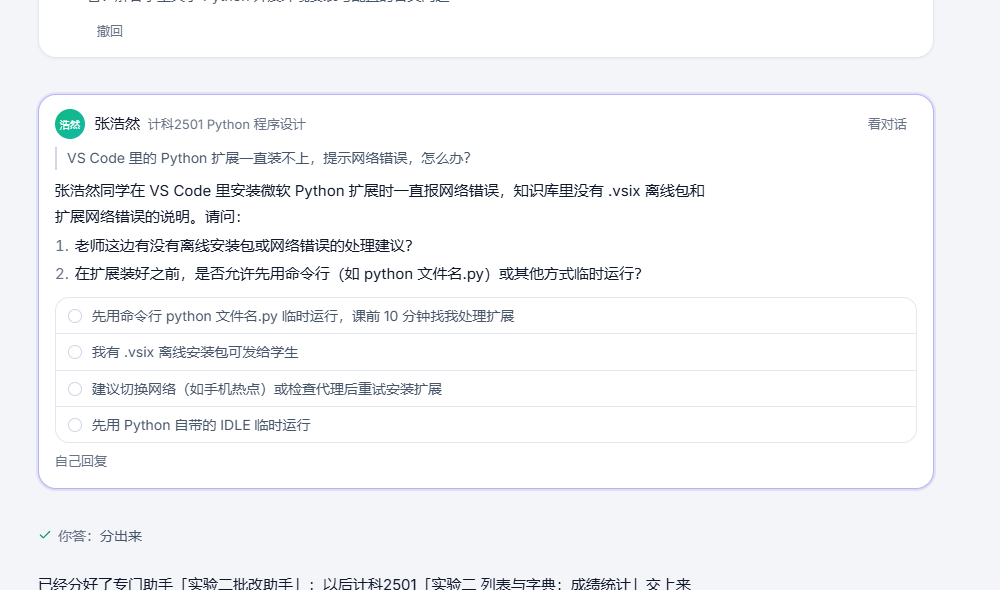 撤回
浩然 张浩然 计科2501 Python 程序设计 看对话
VS Code 里的 Python 扩展一直装不上，提示网络错误，怎么办？
张浩然同学在 VS Code 里安装微软 Python 扩展时一直报网络错误，知识库里没有 .vsix 离线包和
扩展网络错误的说明。请问：
1. 老师这边有没有离线安装包或网络错误的处理建议？
2. 在扩展装好之前，是否允许先用命令行（如 python 文件名.py）或其他方式临时运行？
先用命令行 python 文件名.py 临时运行，课前 10 分钟找我处理扩展
我有 .vsix 离线安装包可发给学生
建议切换网络（如手机热点）或检查代理后重试安装扩展
先用 Python 自带的 IDLE 临时运行
自己回复
你答：分出来
已经分好了专门助手「实验二批改助手」；以后计科2501「实验二 列表与字典：成绩统计」交上来